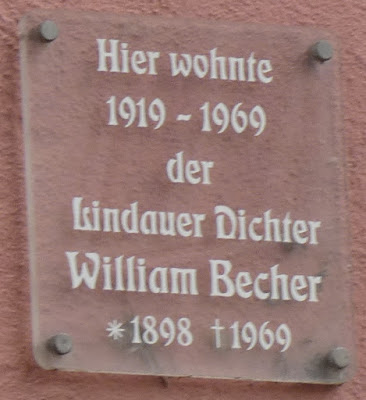 Hier wohnte
1919 - 1969
der
Lindauer Dichter
William Becher
*1898 †1969